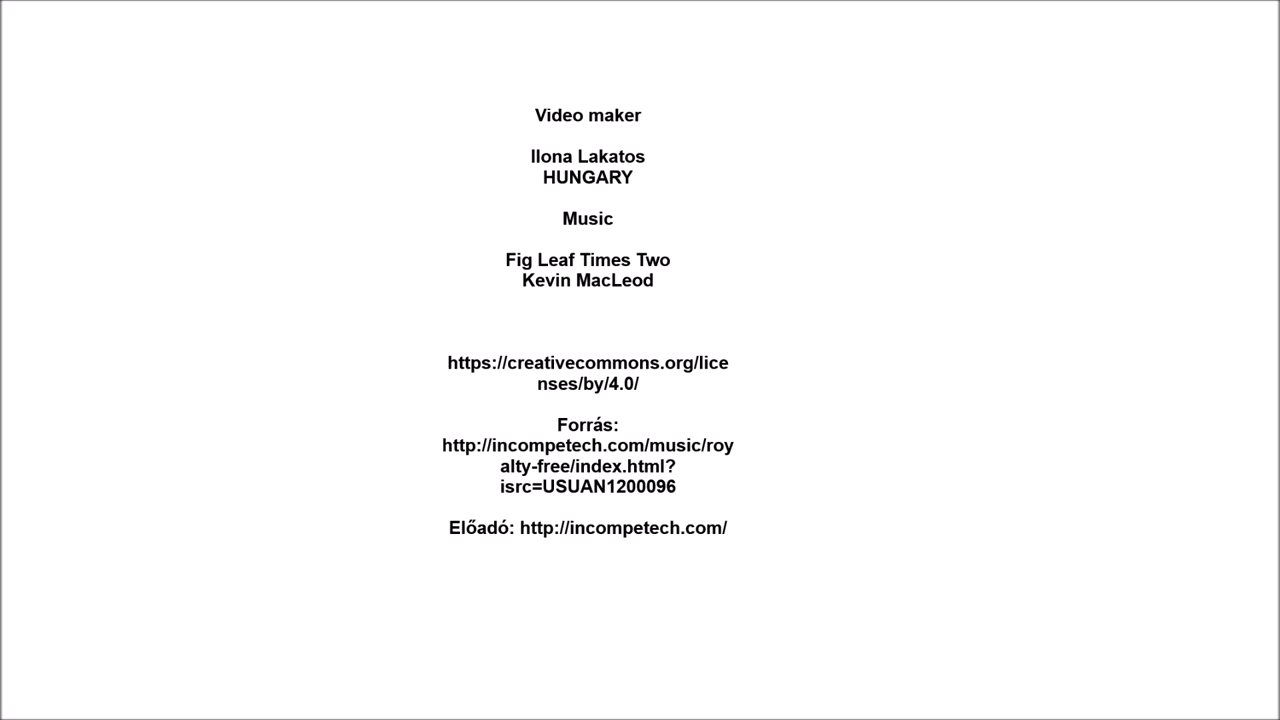 Video maker
Ilona Lakatos
HUNGARY
Music
Fig Leaf Times Two
Kevin MacLeod
https://creativecommons.org/lice
nses/by/4.0/
Forrás:
http://incompetech.com/music/roy
alty-free/index.html?
isrc=USUAN1200096
Előadó: http://incompetech.com/